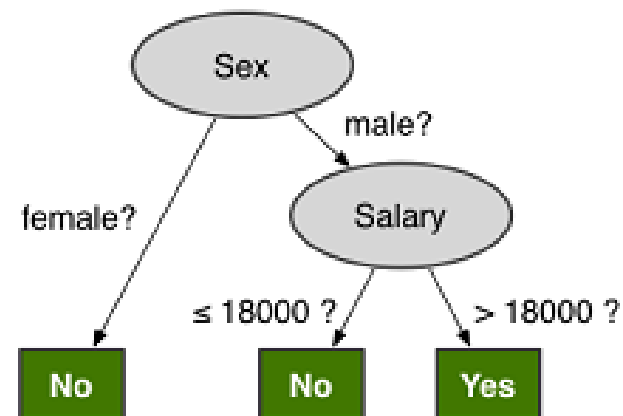 Sex
male?
female?
Salary
≤ 18000 ?
> 18000 ?
No
No
Yes